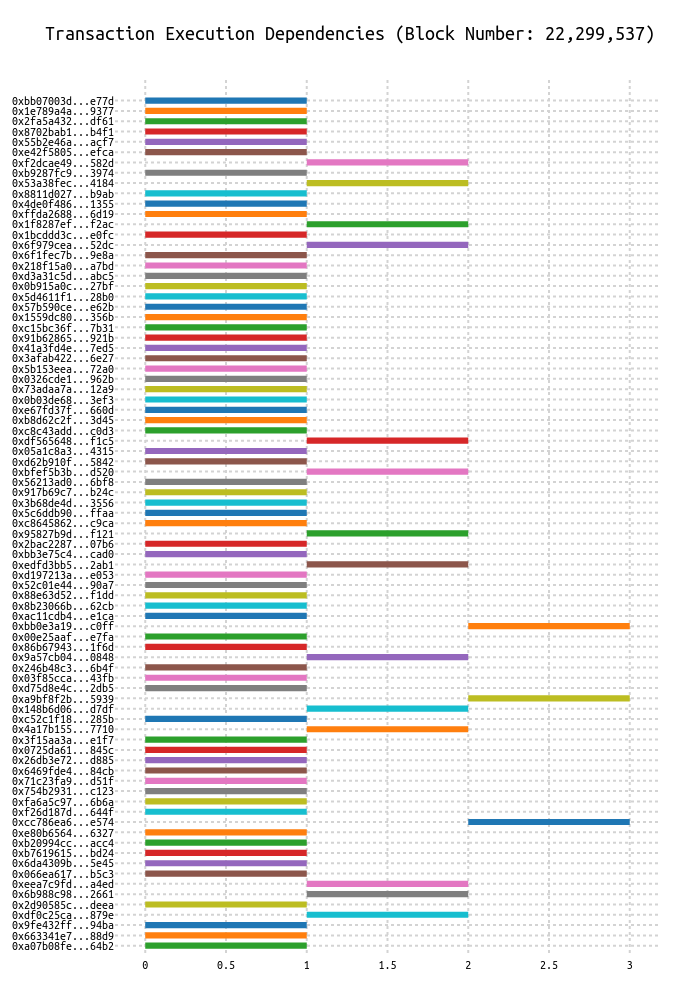 Transaction Execution Dependencies (Block Number: 22,299,537)
0xbb07003d...e77d
0x1e789a4a...9377
0x2fa5a432...df61
0x8702bab1...b4f1
0x55b2e46a...acf7
0xe42f5805...efca
0xf2dcae49...582d
0xb9287fc9...3974
0x53a38fec...4184
0x8811d027...b9ab
0x4de0f486...1355
0xffda2688...6d19
0x1f8287ef...f2ac
0x1bcddd3c...e0fc
0x6f979cea...52dc
0x6f1fec7b...9e8a
0x218f15a0...a7bd
0xd3a31c5d...abc5
0x0b915a0c...27bf
0x5d4611f1...28b0
0x57b590ce...e62b
0x1559dc80...356b
0xc15bc36f...7b31
0x91b62865...921b
0x41a3fd4e...7ed5
0x3afab422...6e27
0x5b153eea...72a0
0x0326cde1...962b
0x73adaa7a...12a9
0x0b03de68...3ef3
0xe67fd37f...660d
0xb8d62c2f...3d45
0xc8c43add...c0d3
0xdf565648...f1c5
0x05a1c8a3...4315
0xd62b910f...5842
0xbfef5b3b...d520
0x56213ad0...6bf8
0x917b69c7...b24c
0x3b68de4d...3556
0x5c6ddb90...ffaa
0xc8645862...c9ca
0x95827b9d...f121
0x2bac2287...07b6
0xbb3e75c4...cad0
0xedfd3bb5...2ab1
0xd197213a...e053
0x52c01e44...90a7
0x88e63d52...f1dd
0x8b23066b...62cb
0xac11cdb4...e1ca
0xbb0e3a19...c0ff
0x00e25aaf...e7fa
0x86b67943...1f6d
0x9a57cb04...0848
0x246b48c3...6b4f
0x03f85cca...43fb
0xd75d8e4c...2db5
0xa9bf8f2b...5939
0x148b6d06...d7df
0xc52c1f18...285b
0x4a17b155...7710
0x3f15aa3a...e1f7
0x0725da61...845c
0x26db3e72...d885
0x6469fde4...84cb
0x71c23fa9...d51f
0x754b2931...c123
0xfa6a5c97...6b6a
0xf26d187d...644f
0xcc786ea6...e574
0xe80b6564...6327
0xb20994cc...acc4
0xb7619615...bd24
0x6da4309b...5e45
0x066ea617...b5c3
0xeea7c9fd...a4ed
0x6b988c98...2661
0x2d90585c...deea
0xdf0c25ca...879e
0x9fe432ff...94ba
0x663341e7...88d9
0xa07b08fe...64b2
0 0.5 1 1.5 2 2.5 3